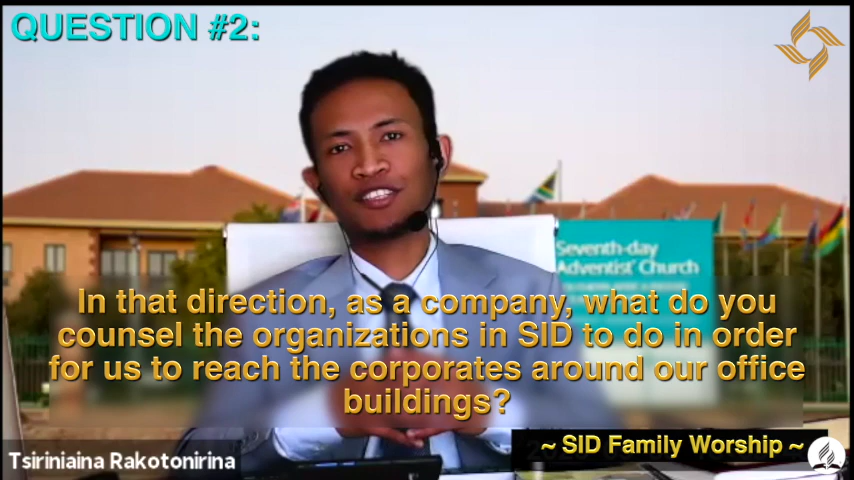 QUESTION #2:
Seventh-day
Adventist Church
In that direction, as a company, what do you
counsel the organizations in SID to do in order
for us to reach the corporates around our office
buildings?
~ SID Family Worship ~
Tsiriniaina Rakotonirina